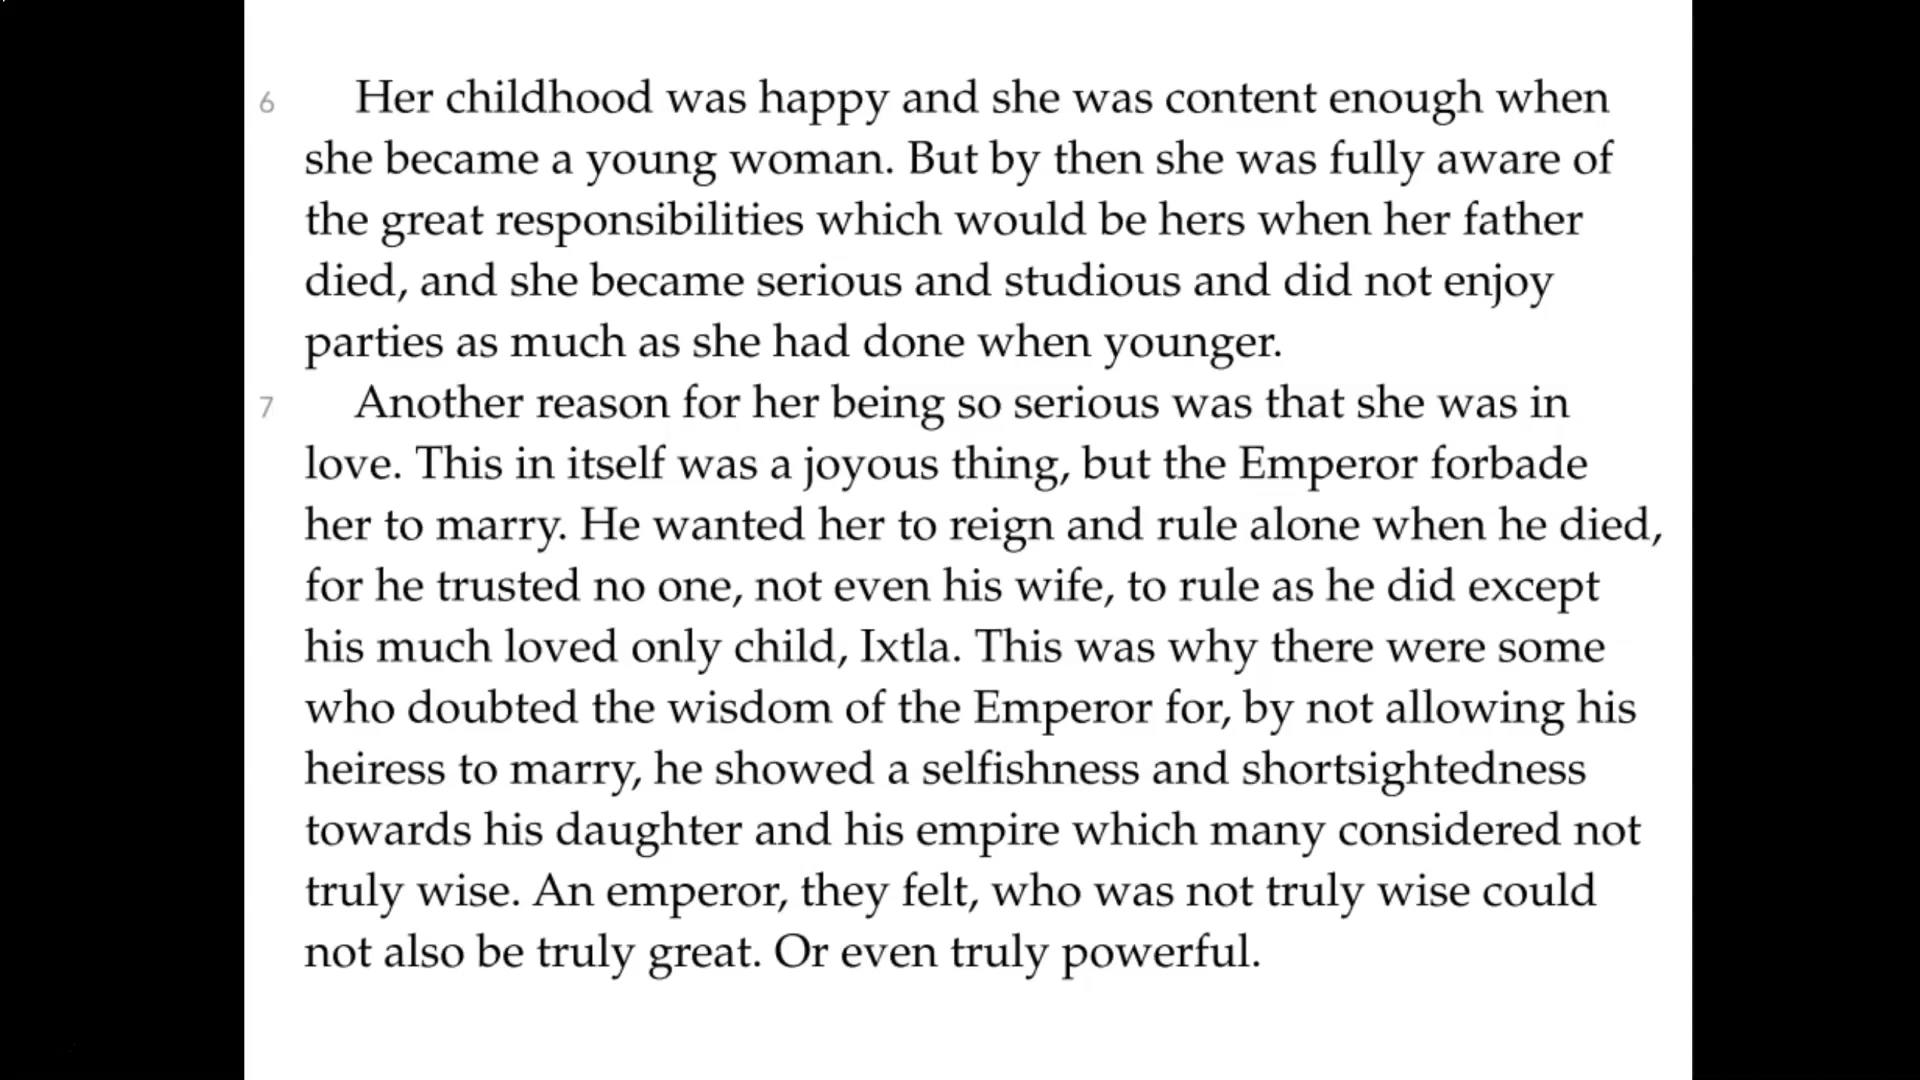 6 Her childhood was happy and she was content enough when
she became a young woman. But by then she was fully aware of
the great responsibilities which would be hers when her father
died, and she became serious and studious and did not enjoy
parties as much as she had done when younger.
7 Another reason for her being so serious was that she was in
love. This in itself was a joyous thing, but the Emperor forbade
her to marry. He wanted her to reign and rule alone when he died,
for he trusted no one, not even his wife, to rule as he did except
his much loved only child, Ixtla. This was why there were some
who doubted the wisdom of the Emperor for, by not allowing his
heiress to marry, he showed a selfishness and shortsightedness
towards his daughter and his empire which many considered not
truly wise. An emperor, they felt, who was not truly wise could
not also be truly great. Or even truly powerful.